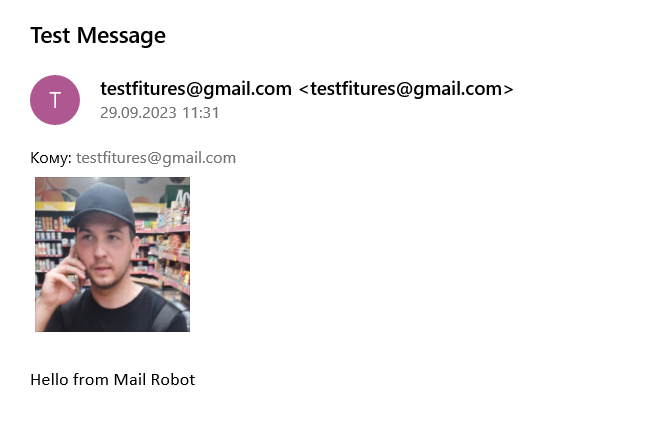 Test Message
T
testfitures@gmail.com <testfitures@gmail.com>
29.09.2023 11:31
Кому: testfitures@gmail.com
Hello from Mail Robot